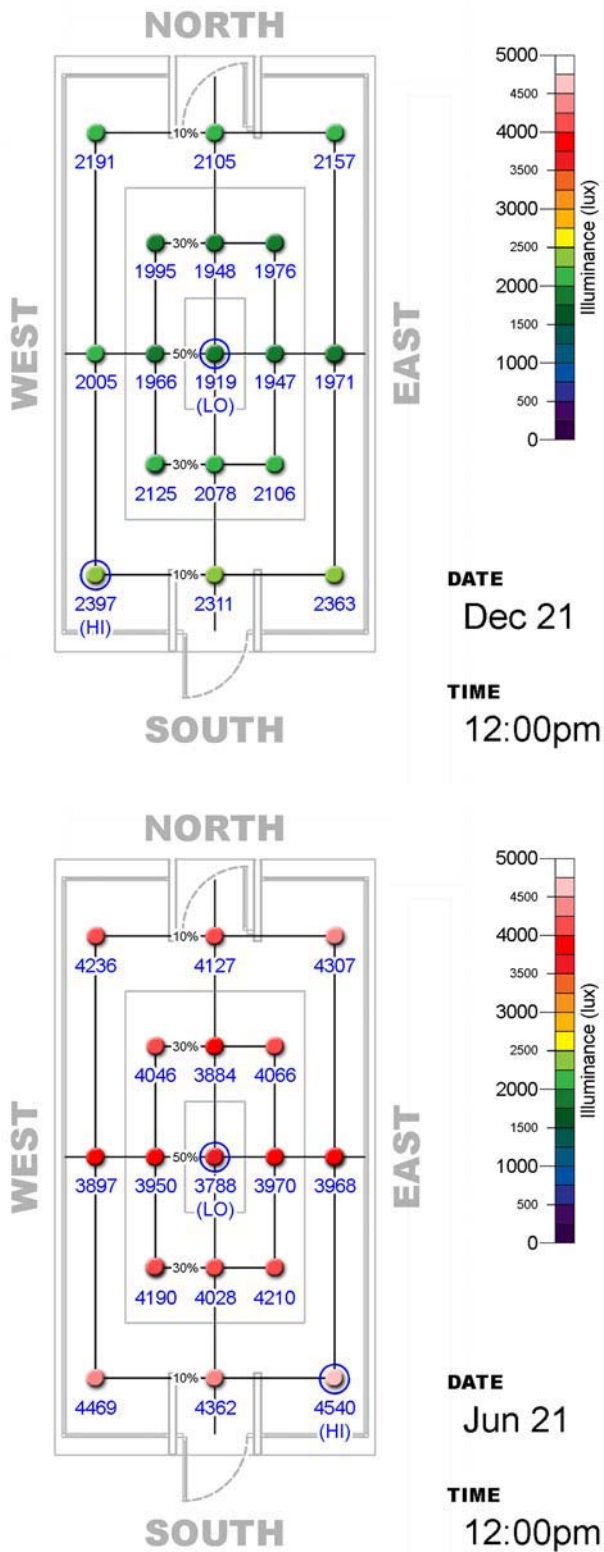 NORTH
10%
2191 2105 2157
30%
1995 1948 1976
WEST
50%
EAST
2005 1966 1919 1947 1971
(LO)
30%
2125 2078 2106
10%
2397 2311 2363
(HI)
SOUTH
5000
4500
4000
3500
3000
2500
2000
1500
1000
500
0
Illuminance (lux)
DATE
Dec 21
TIME
12:00pm
NORTH
10%
4236 4127 4307
30%
4046 3884 4066
WEST
50%
EAST
3897 3950 3788 3970 3968
(LO)
30%
4190 4028 4210
10%
4469 4362 4540
(HI)
SOUTH
5000
4500
4000
3500
3000
2500
2000
1500
1000
500
0
Illuminance (lux)
DATE
Jun 21
TIME
12:00pm